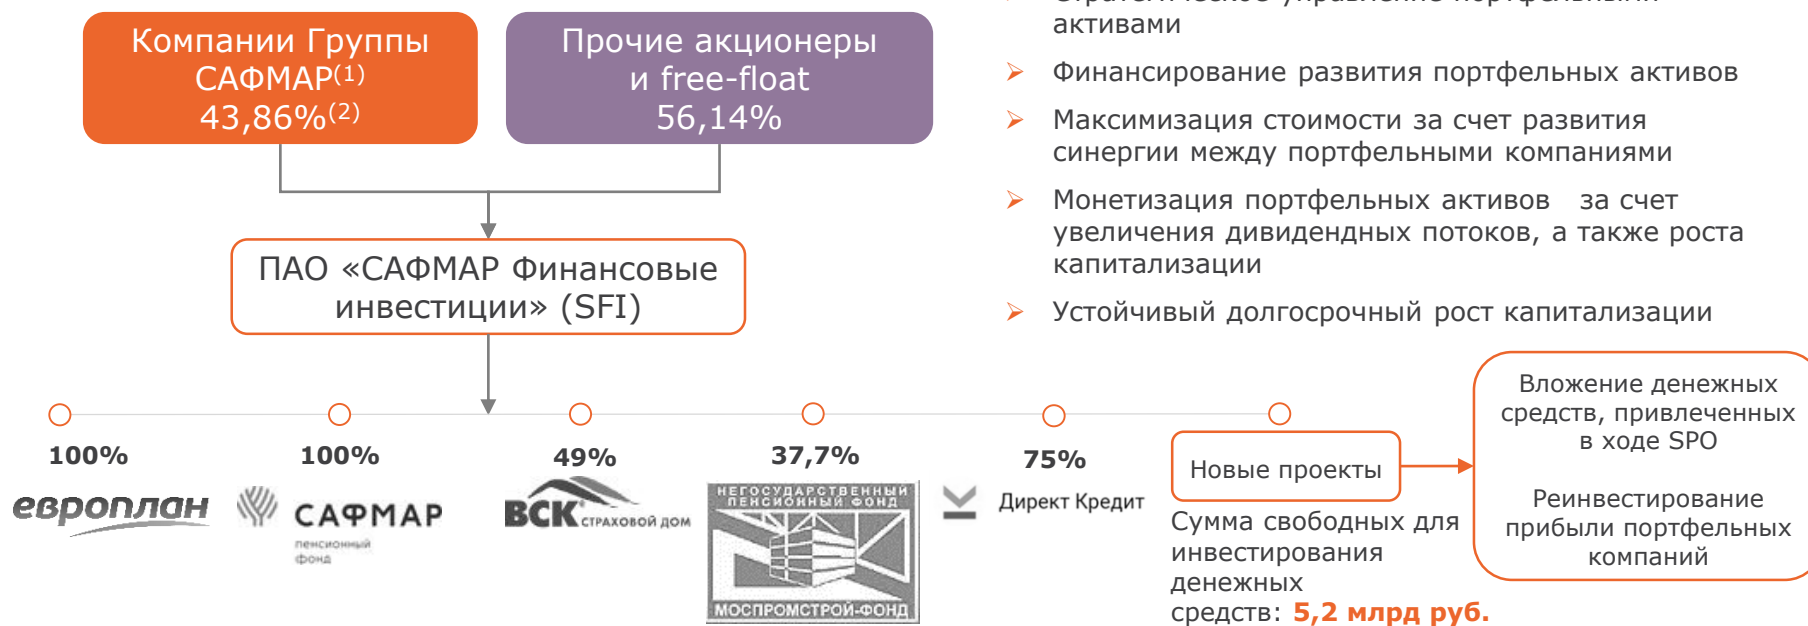 Компании Группы
САФМАР(1)
43,86%(2)
Прочие акционеры
и free-float
56,14%
ПАО «САФМАР Финансовые
инвестиции» (SFI)
активами
➢ Финансирование развития портфельных активов
➢ Максимизация стоимости за счет развития
синергии между портфельными компаниями
➢ Монетизация портфельных активов за счет
увеличения дивидендных потоков, а также роста
капитализации
➢ Устойчивый долгосрочный рост капитализации
100%
европлан
100%
САФМАР
пенсионный
фонд
49%
ВСК СТРАХОВОЙ ДОМ
37,7%
НЕГОСУДАРСТВЕННЫЙ
ПЕНСИОННЫЙ ФОНД
МОСПРОМСТРОЙ-ФОНД
75%
Директ Кредит
Новые проекты
Сумма свободных для
инвестирования
денежных
средств: 5,2 млрд руб.
Вложение денежных
средств, привлеченных
в ходе SPO
Реинвестирование
прибыли портфельных
компаний